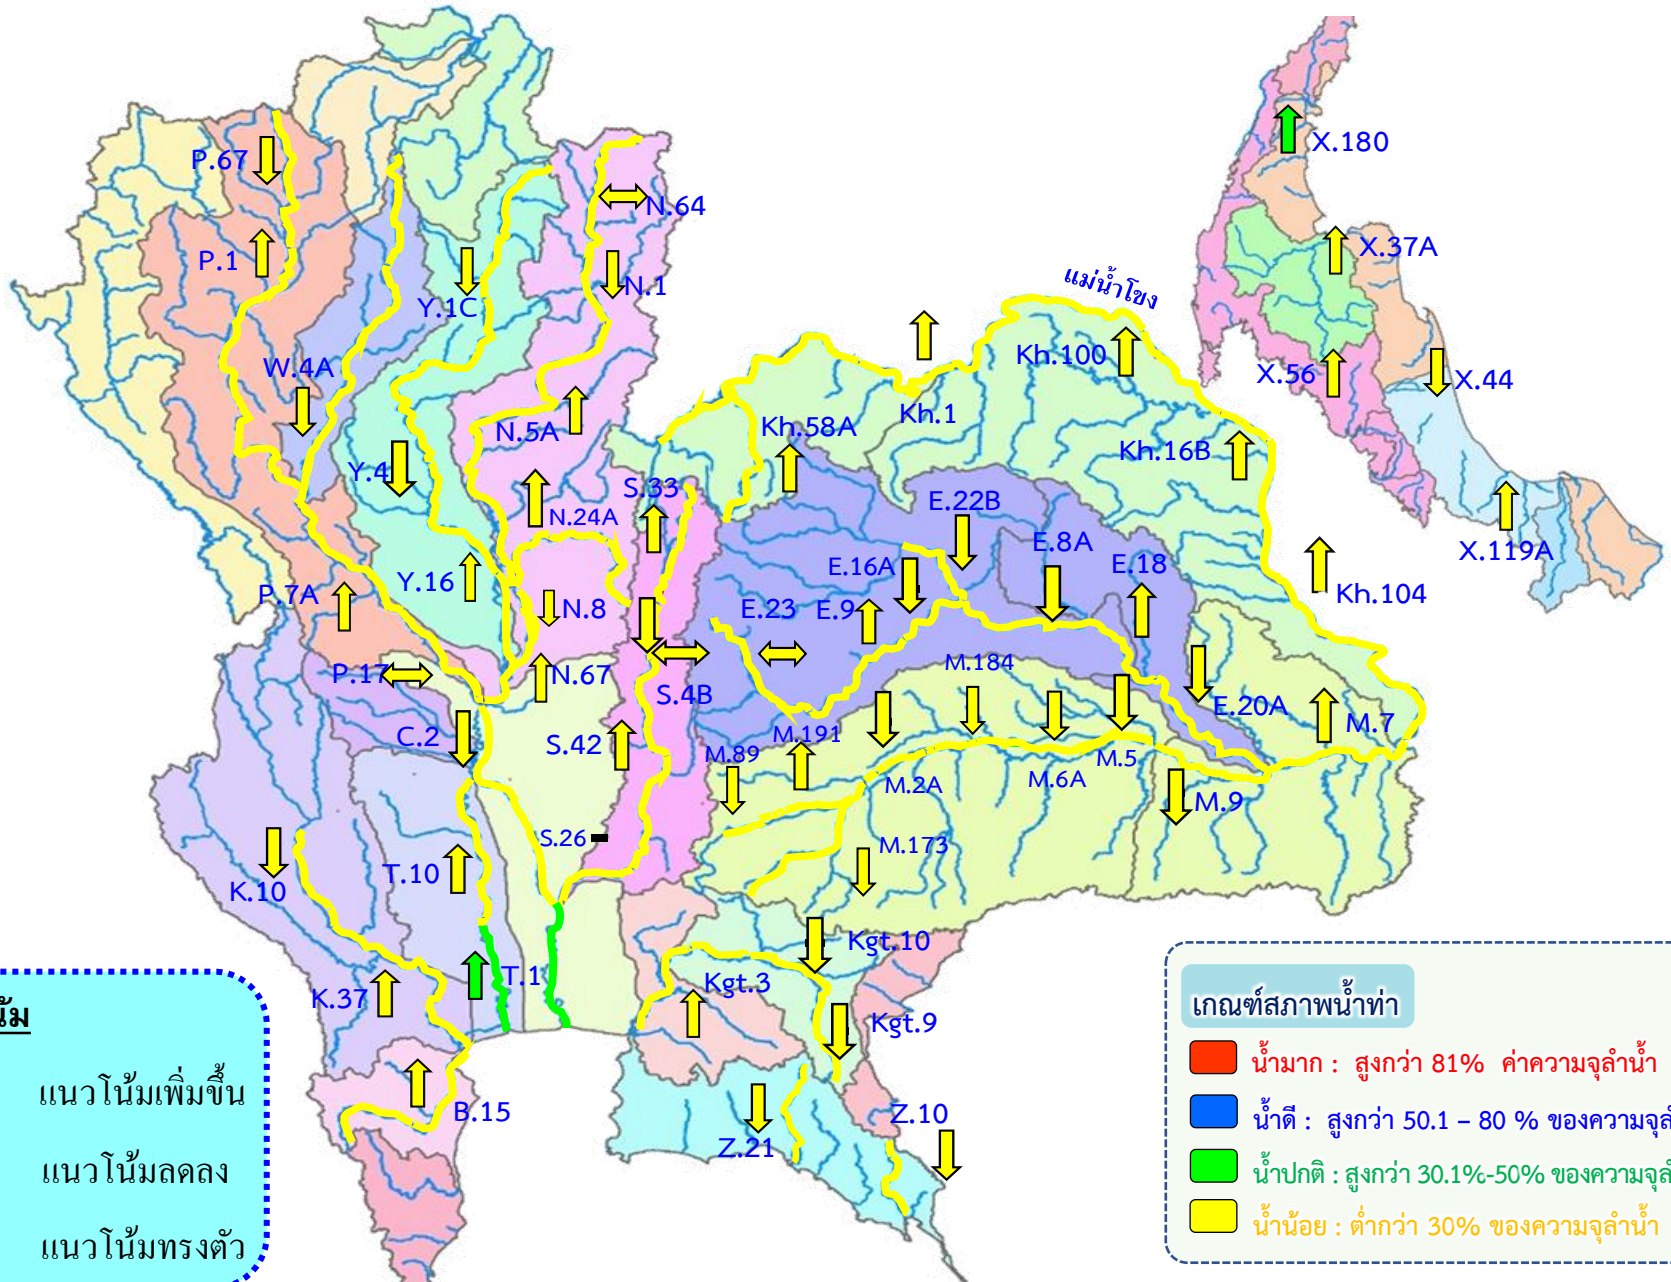 P.67
X.180
N.64
P.1
X.37A
N.1
แม่น้ำโขง
Y.1C
Kh.100
W.4A
X.56
X.44
Kh.1
Kh.58A
N.5A
Kh.16B
Y.4
S.33
E.22B
N.24A
E.8A
X.119A
E.16A
E.18
Y.16
P.7A
Kh.104
N.8
E.23
E.9
M.184
P.17
N.67
S.4B
E.20A
M.7
C.2
S.42
M.191
M.89
M.5
M.2A
M.6A
M.9
S.26
M.173
T.10
K.10
Kgt.10
T.1
Kgt.3
K.37
Kgt.9
B.15
Z.10
Z.21
แนวโน้มเพิ่มขึ้น
แนวโน้มลดลง
แนวโน้มทรงตัว
เกณฑ์สภาพน้ำท่า
น้ำมาก : สูงกว่า 81% ค่าความจุลำน้ำ
น้ำดี : สูงกว่า 50.1 – 80 % ของความจุลำ
น้ำปกติ : สูงกว่า 30.1%-50% ของความจุลำ
น้ำน้อย : ต่ำกว่า 30% ของความจุลำน้ำ